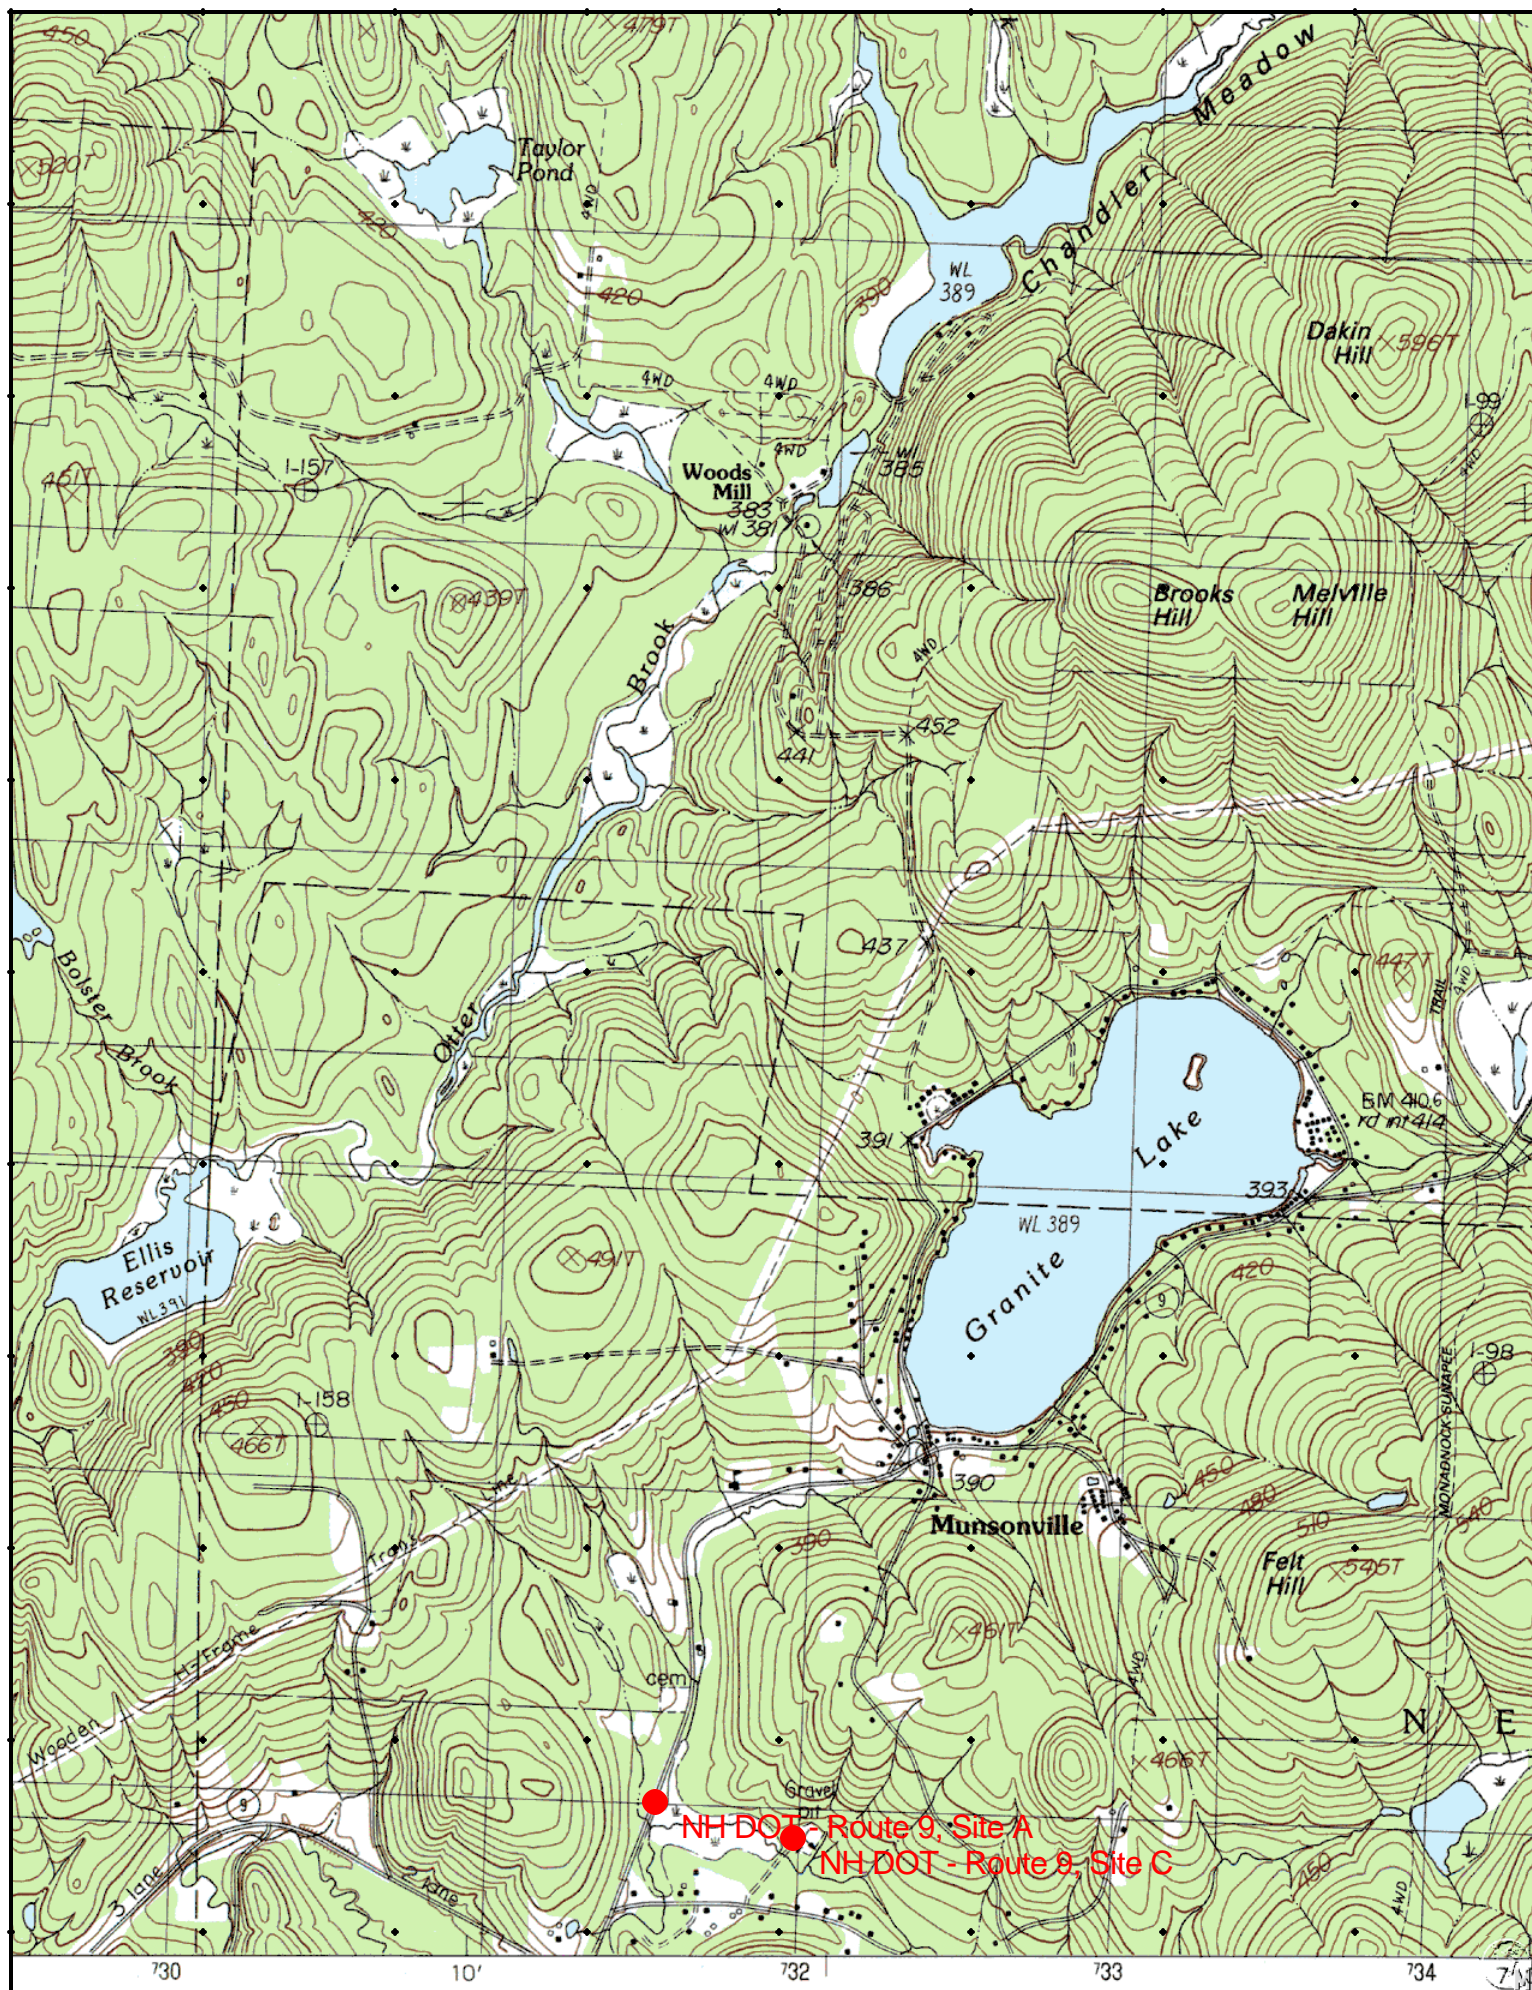 450
479T
Chandler Meadow
Taylor
Pond
520T
4WD
420
WL
389
420
390
Dakin
Hill
596T
4WD
4WD
I-99
4WD
4WD
WL
385
Woods
Mill
383
wl 381
451T
I-157
386
439T
Brooks
Hill
Melville
Hill
4WD
Brook
452
441
437
447T
TRAIL
4WD
Bolster
Brook
Otter
BM 410.6
rd int 414
391
Lake
393
WL 389
Ellis
Reservoir
WL 391
491T
420
Granite
9
390
420
450
466T
I-158
MONADNOCK-SUNAPEE
I-98
Line
390
450
480
510
540
Munsonville
390
Trans
Felt
Hill
545T
461T
H-Frame
cem
4WD
Wooden
N E
466T
9
Gravel
pit
NH DOT - Route 9, Site A
NH DOT - Route 9, Site C
3 lane
2 lane
450
4WD
730
10'
732
733
734